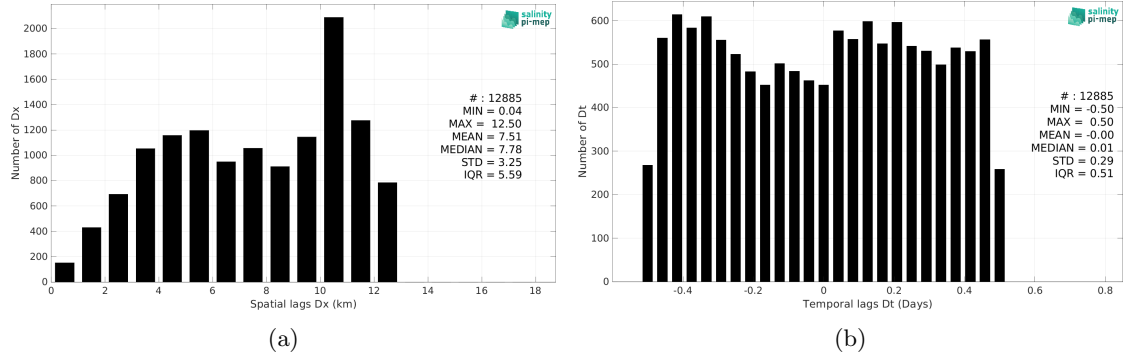 2000
1800
1600
1400
1200
1000
800
600
400
200
0
Number of Dx
0 2 4 6 8 10 12 14 16 18
Spatial lags Dx (km)
salinity
pi-mep
# : 12885
MIN = 0.04
MAX = 12.50
MEAN = 7.51
MEDIAN = 7.78
STD = 3.25
IQR = 5.59
(a)
600
500
400
300
200
100
0
Number of Dt
-0.4 -0.2 0 0.2 0.4 0.6 0.8
Temporal lags Dt (Days)
salinity
pi-mep
# : 12885
MIN = -0.50
MAX = 0.50
MEAN = -0.00
MEDIAN = 0.01
STD = 0.29
IQR = 0.51
(b)